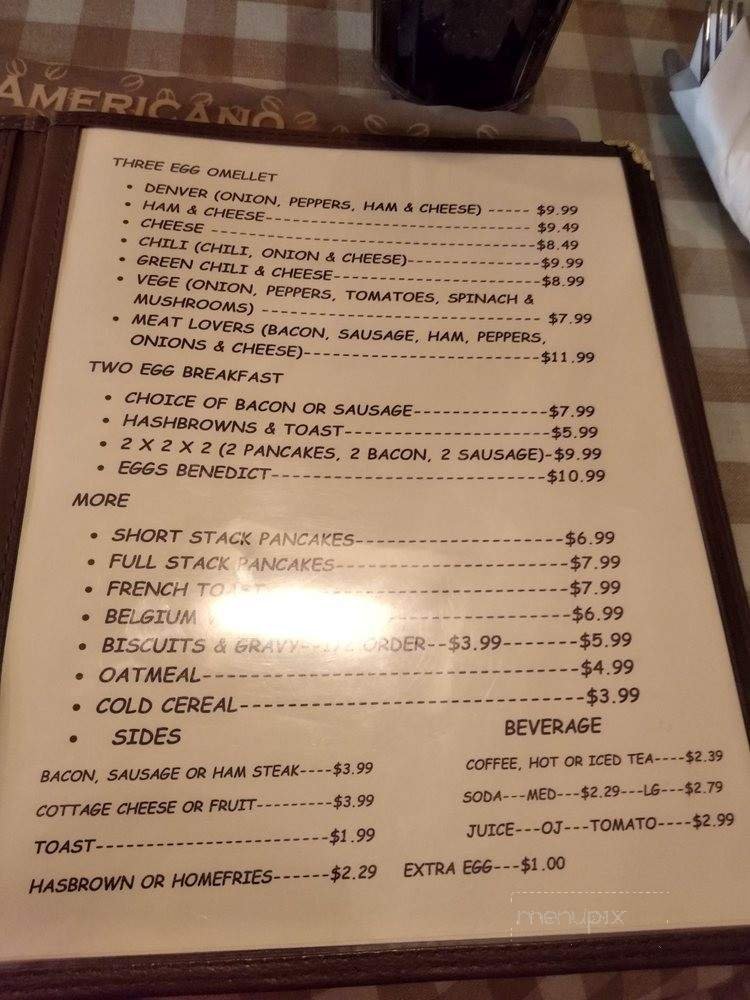 AMERICANO
THREE EGG OMELLET
• DENVER (ONION, PEPPERS, HAM & CHEESE) ----- $9.99
• HAM & CHEESE------------------------------ $9.49
• CHEESE -----------------------------------$8.49
• CHILI (CHILI, ONION & CHEESE)--------------$9.99
• GREEN CHILI & CHEESE----------------------$8.99
• VEGE (ONION, PEPPERS, TOMATOES, SPINACH &
MUSHROOMS) ------------------------------ $7.99
• MEAT LOVERS (BACON, SAUSAGE, HAM, PEPPERS,
ONIONS & CHEESE)-------------------------$11.99
TWO EGG BREAKFAST
• CHOICE OF BACON OR SAUSAGE--------------$7.99
• HASHBROWNS & TOAST---------------------$5.99
• 2 X 2 X 2 (2 PANCAKES, 2 BACON, 2 SAUSAGE)-$9.99
• EGGS BENEDICT----------------------------$10.99
MORE
• SHORT STACK PANCAKES--------------------$6.99
• FULL STACK PANCAKES----------------------$7.99
• FRENCH TOAST----------------------------$7.99
• BELGIUM -------------------$6.99
• BISCUITS & GRAVY--1/2 ORDER--$3.99-------$5.99
• OATMEAL----------------------------------$4.99
• COLD CEREAL------------------------------$3.99
• SIDES
BACON, SAUSAGE OR HAM STEAK----$3.99
COTTAGE CHEESE OR FRUIT---------$3.99
TOAST------------------------$1.99
HASBROWN OR HOMEFRIES------$2.29
BEVERAGE
COFFEE, HOT OR ICED TEA----$2.39
SODA---MED---$2.29---LG---$2.79
JUICE---OJ---TOMATO----$2.99
EXTRA EGG---$1.00
menupix